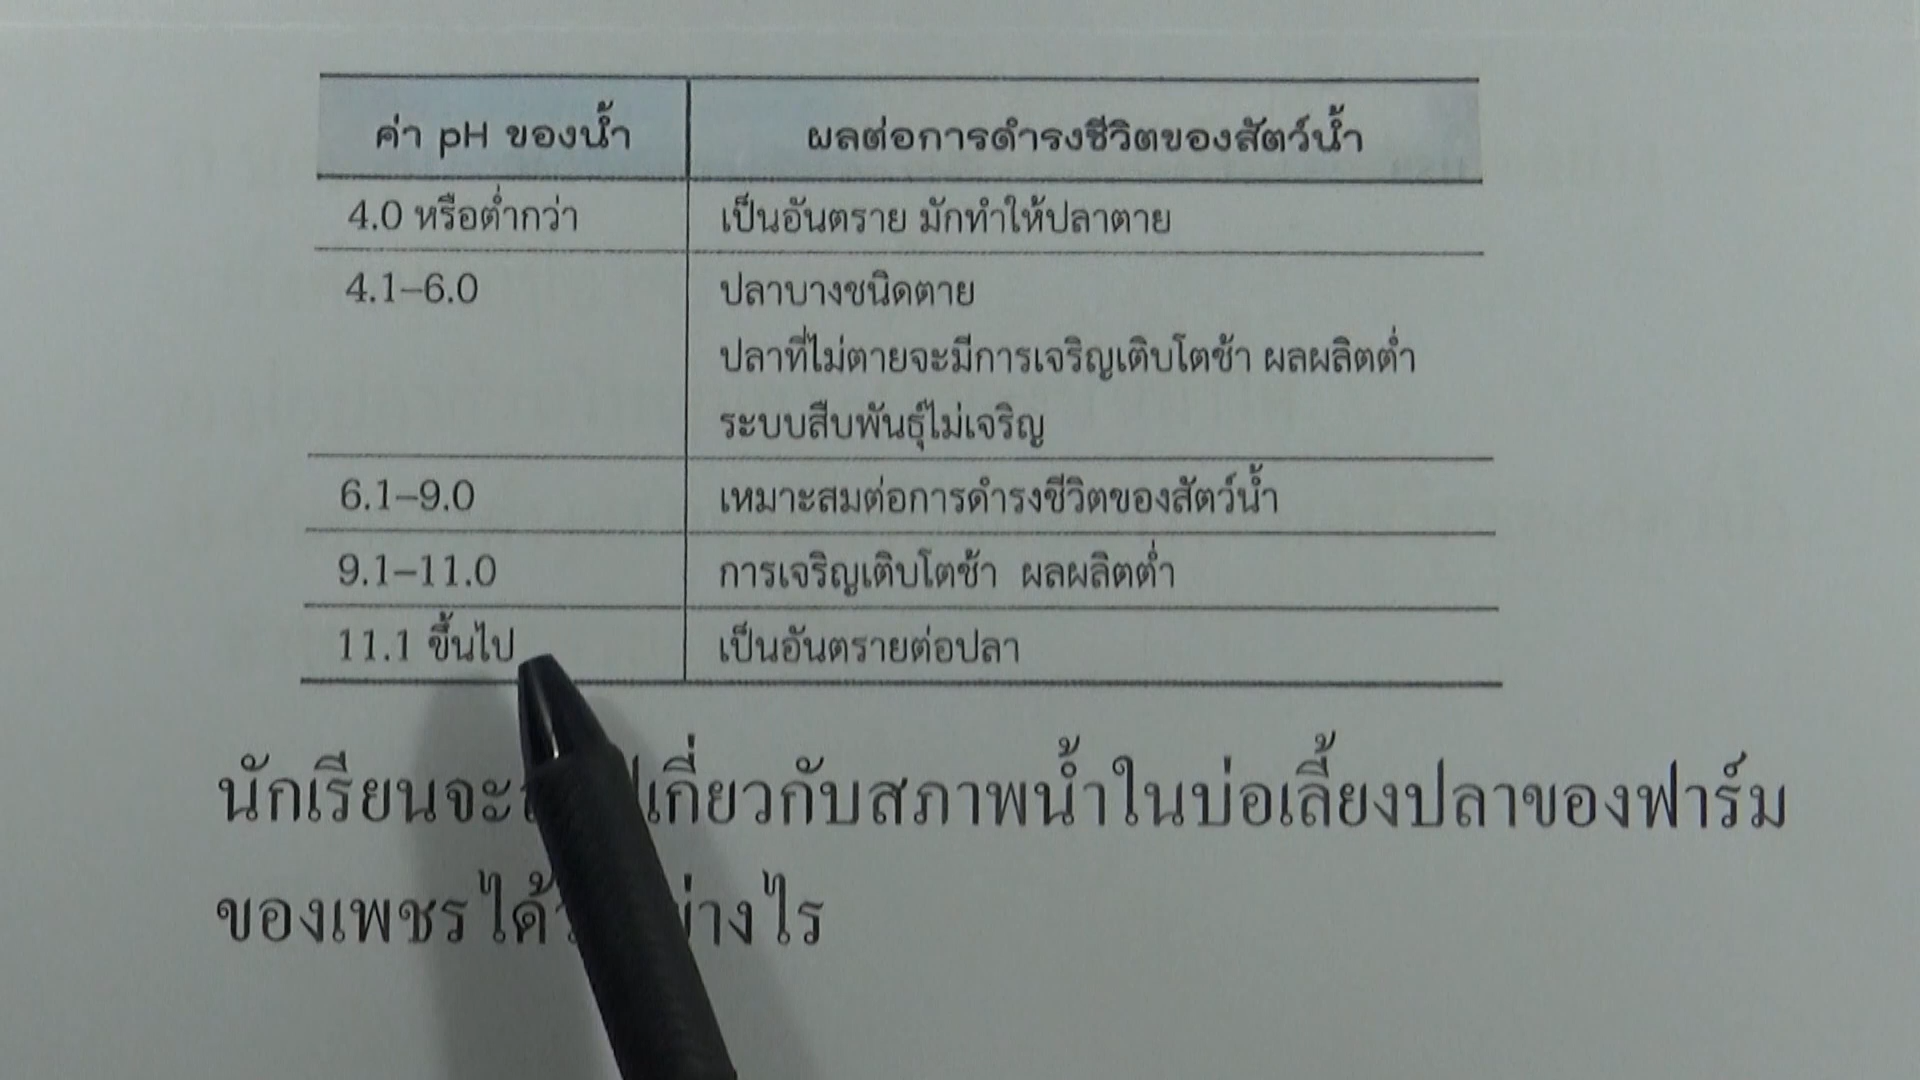 ค่า pH ของน้ำ ผลต่อการดำรงชีวิตของสัตว์น้ำ
4.0 หรือต่ำกว่า เป็นอันตราย มักทำให้ปลาตาย
4.1–6.0 ปลาบางชนิดตาย
ปลาที่ไม่ตายจะมีการเจริญเติบโตช้า ผลผลิตต่ำ
ระบบสืบพันธุ์ไม่เจริญ
6.1–9.0 เหมาะสมต่อการดำรงชีวิตของสัตว์น้ำ
9.1–11.0 การเจริญเติบโตช้า ผลผลิตต่ำ
11.1 ขึ้นไป เป็นอันตรายต่อปลา
นักเรียนจะ เกี่ยวกับสภาพน้ำในบ่อเลี้ยงปลาของฟาร์ม
ของเพชรได้ อย่างไร